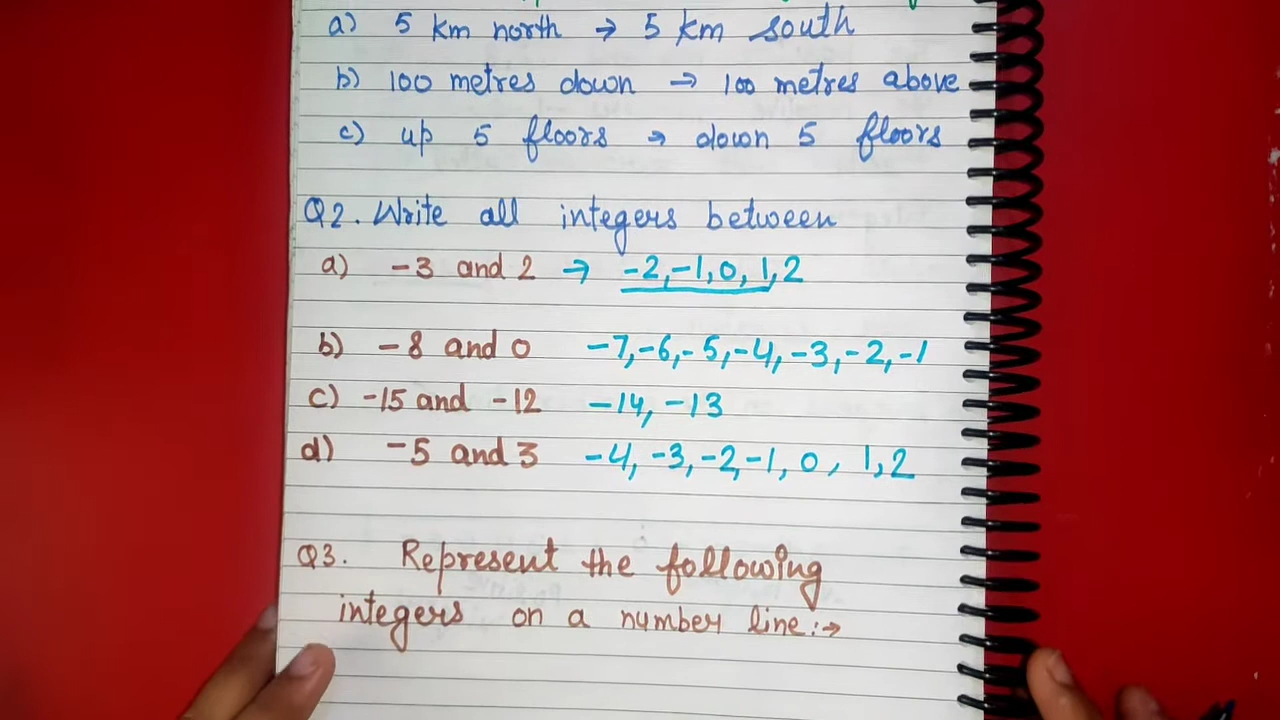 a) 5 km north → 5 km south
b) 100 metres down → 100 metres above
c) up 5 floors → down 5 floors
Q2. Write all integers between
a) -3 and 2 → -2, -1, 0, 1, 2
b) -8 and 0 -7, -6, -5, -4, -3, -2, -1
c) -15 and -12 -14, -13
d) -5 and 3 -4, -3, -2, -1, 0, 1, 2
Q3. Represent the following
integers on a number line:→